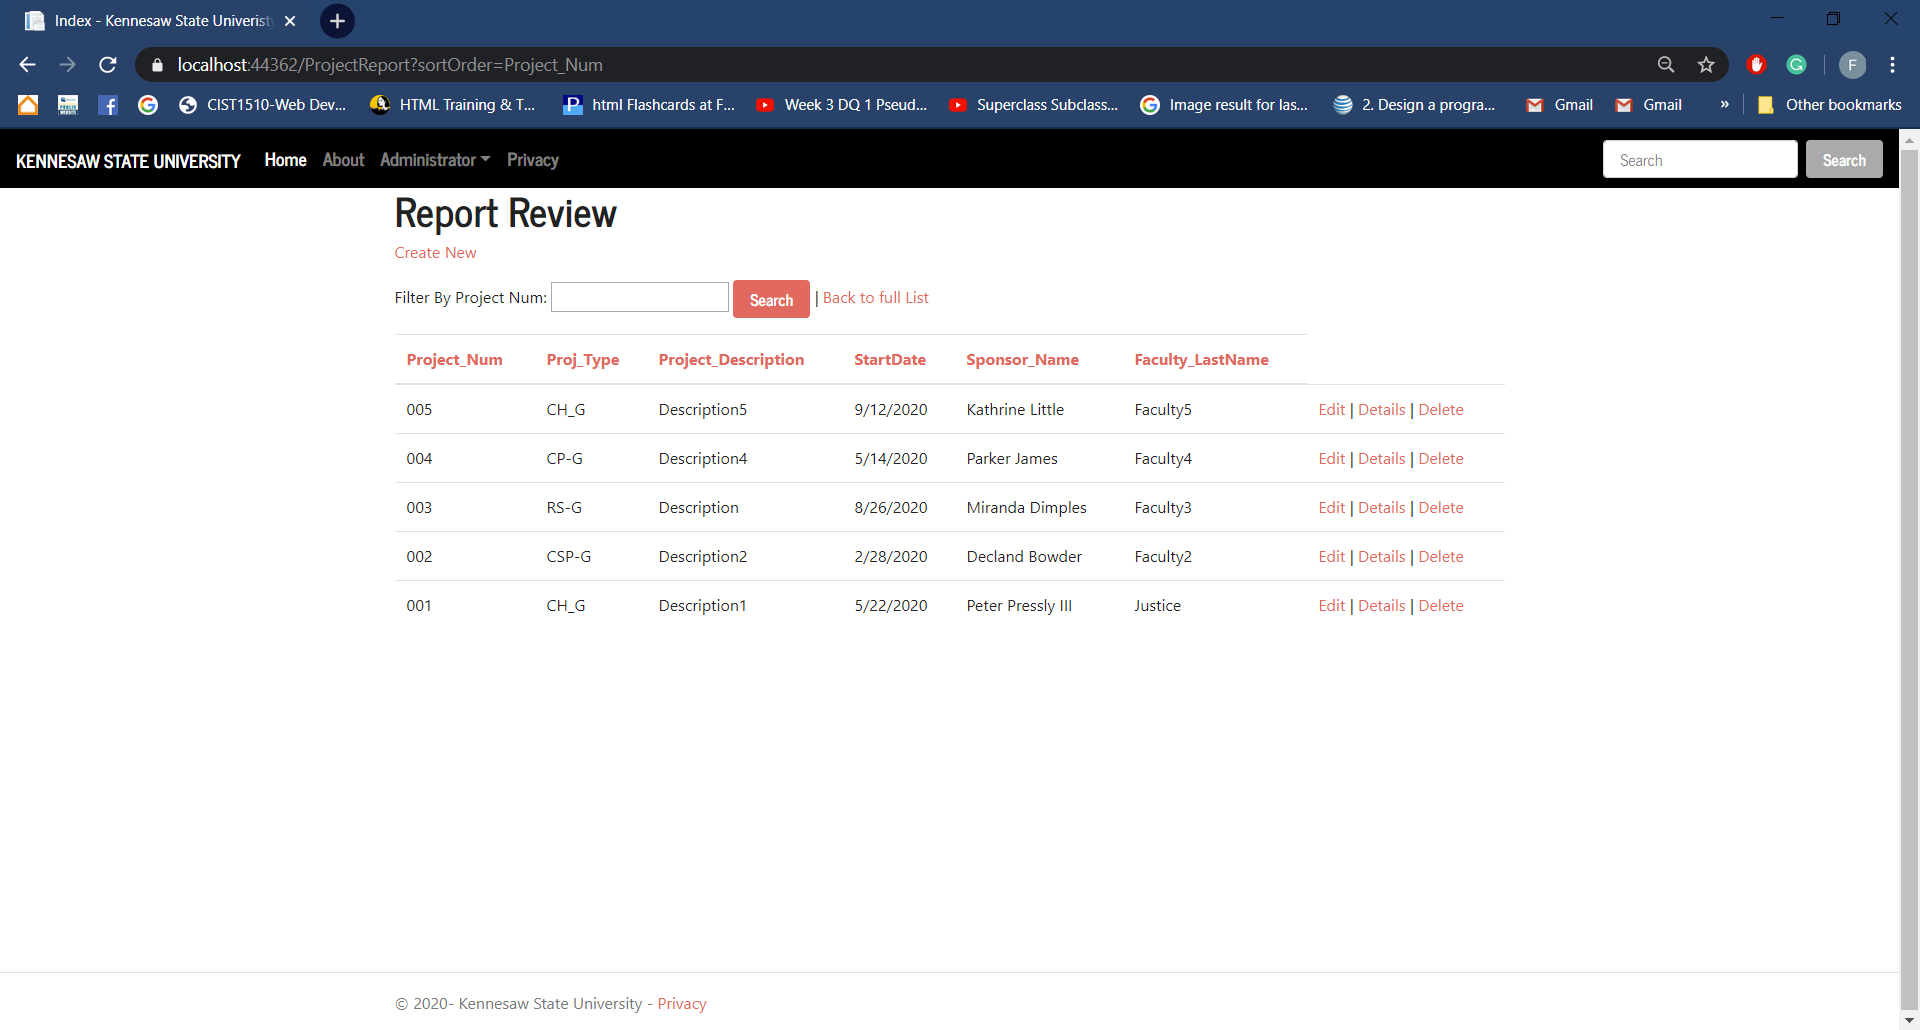 Index - Kennesaw State Univerist
localhost:44362/ProjectReport?sortOrder=Project_Num
F
CIST1510-Web Dev... HTML Training & T... html Flashcards at F... Week 3 DQ 1 Pseud... Superclass Subclass... Image result for las... 2. Design a progra... Gmail Gmail » Other bookmarks
KENNESAW STATE UNIVERSITY Home About Administrator Privacy Search Search
Report Review
Create New
Filter By Project Num: Search | Back to full List
Project_Num Proj_Type Project_Description StartDate Sponsor_Name Faculty_LastName
005 CH_G Description5 9/12/2020 Kathrine Little Faculty5 Edit | Details | Delete
004 CP-G Description4 5/14/2020 Parker James Faculty4 Edit | Details | Delete
003 RS-G Description 8/26/2020 Miranda Dimples Faculty3 Edit | Details | Delete
002 CSP-G Description2 2/28/2020 Decland Bowder Faculty2 Edit | Details | Delete
001 CH_G Description1 5/22/2020 Peter Pressly III Justice Edit | Details | Delete
© 2020- Kennesaw State University - Privacy